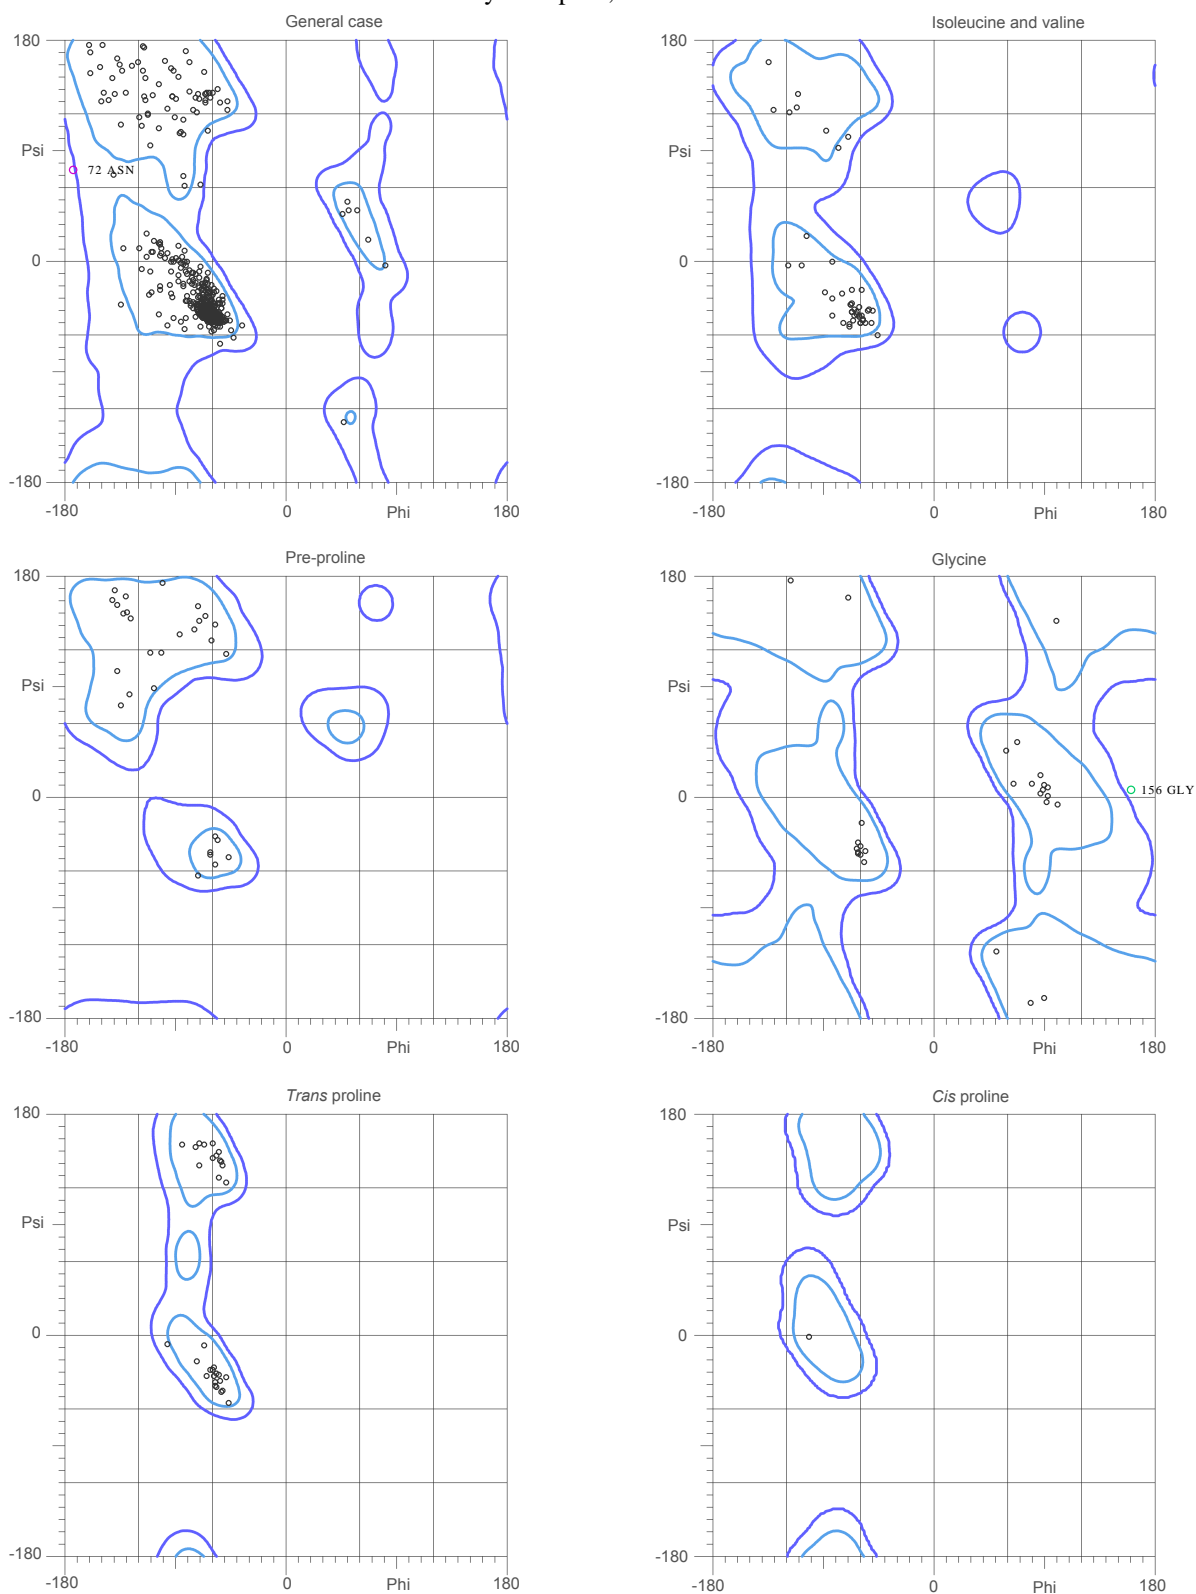 General case
Isoleucine and valine
180
Psi
0
-180
-180
0
Phi
180
72 ASN
180
Psi
0
-180
-180
0
Phi
180
Pre-proline
Glycine
180
Psi
0
-180
-180
0
Phi
180
180
Psi
0
-180
-180
0
Phi
180
156 GLY
Trans proline
Cis proline
180
Psi
0
-180
-180
0
Phi
180
180
Psi
0
-180
-180
0
Phi
180